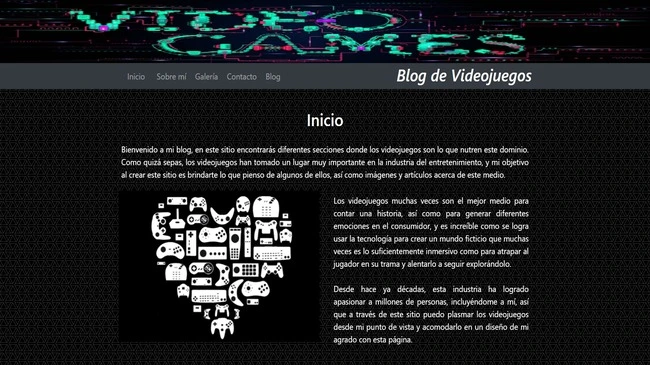 VIDEO
GAMES
Inicio Sobre mí Galería Contacto Blog
Blog de Videojuegos
Inicio
Bienvenido a mi blog, en este sitio encontrarás diferentes secciones donde los videojuegos son lo que nutren este dominio.
Como quizá sepas, los videojuegos han tomado un lugar muy importante en la industria del entretenimiento, y mi objetivo
al crear este sitio es brindarte lo que pienso de algunos de ellos, así como imágenes y artículos acerca de este medio.
Los videojuegos muchas veces son el mejor medio para
contar una historia, así como para generar diferentes
emociones en el consumidor, y es increíble como se logra
usar la tecnología para crear un mundo ficticio que muchas
veces es lo suficientemente inmersivo como para atrapar al
jugador en su trama y alentarlo a seguir explorándolo.
Desde hace ya décadas, esta industria ha logrado
apasionar a millones de personas, incluyéndome a mí, así
que a través de este sitio puedo plasmar los videojuegos
desde mi punto de vista y acomodarlo en un diseño de mi
agrado con esta página.